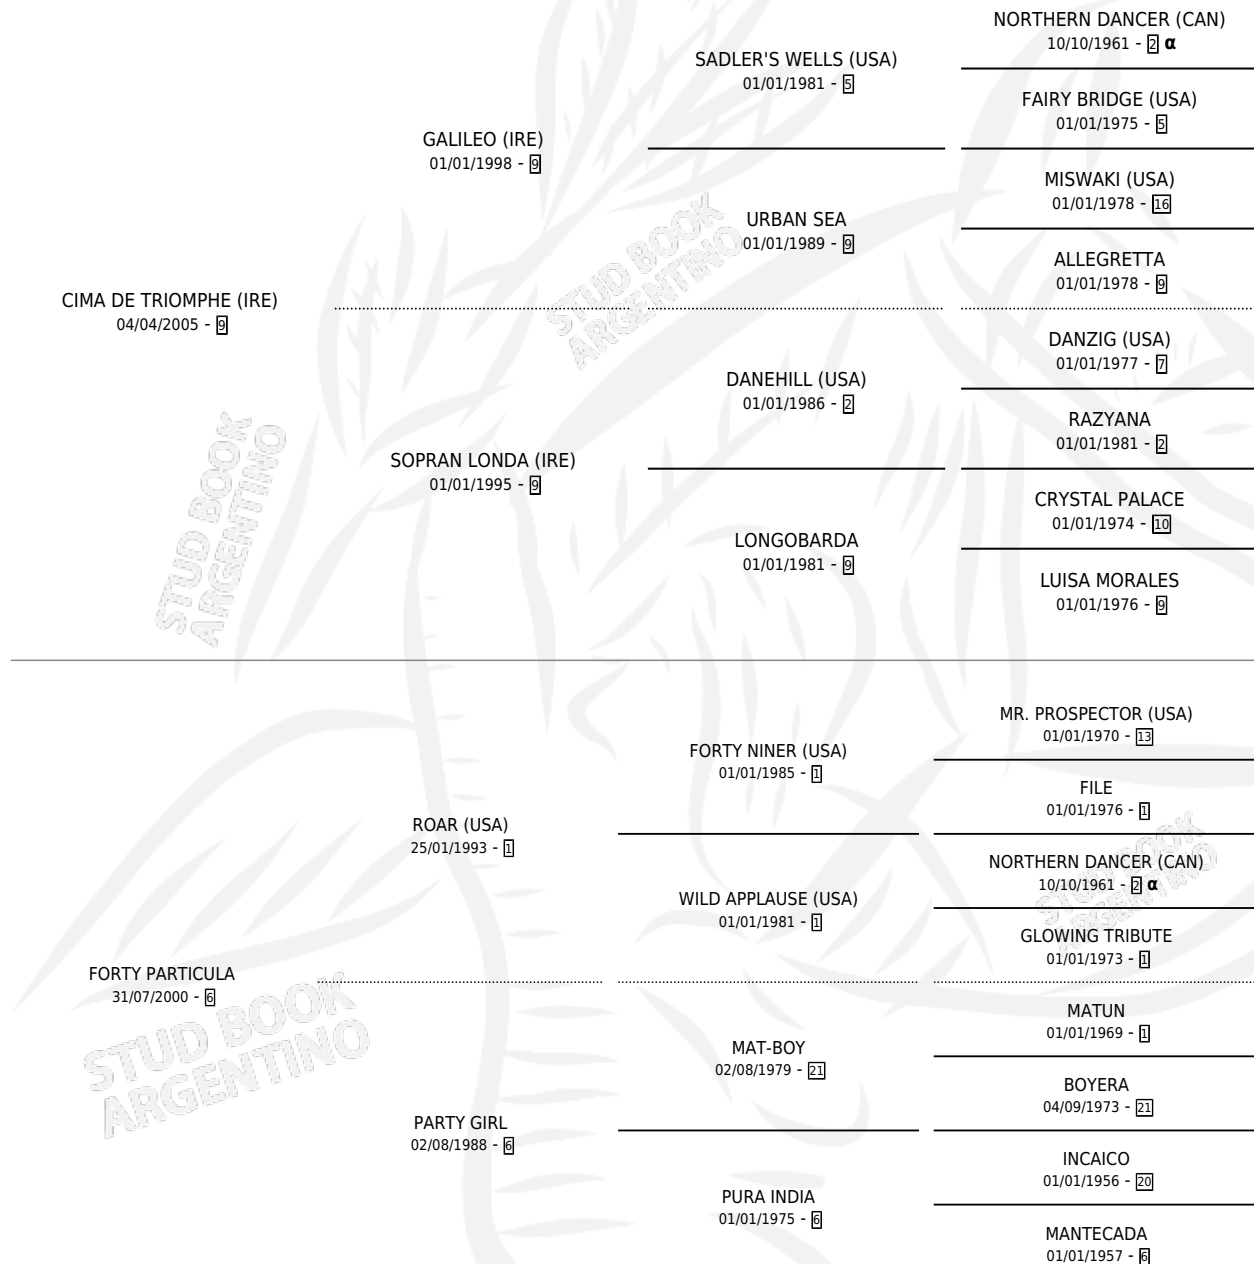 NORTHERN DANCER (CAN)
10/10/1961 - 2 α
SADLER'S WELLS (USA)
01/01/1981 - 5
FAIRY BRIDGE (USA)
01/01/1975 - 5
GALILEO (IRE)
01/01/1998 - 9
MISWAKI (USA)
01/01/1978 - 16
URBAN SEA
01/01/1989 - 9
ALLEGRETTA
01/01/1978 - 9
CIMA DE TRIOMPHE (IRE)
04/04/2005 - 9
DANZIG (USA)
01/01/1977 - 7
DANEHILL (USA)
01/01/1986 - 2
RAZYANA
01/01/1981 - 2
SOPRAN LONDA (IRE)
01/01/1995 - 9
CRYSTAL PALACE
01/01/1974 - 10
LONGOBARDA
01/01/1981 - 9
LUISA MORALES
01/01/1976 - 9
MR. PROSPECTOR (USA)
01/01/1970 - 13
FORTY NINER (USA)
01/01/1985 - 1
FILE
01/01/1976 - 1
ROAR (USA)
25/01/1993 - 1
NORTHERN DANCER (CAN)
10/10/1961 - 2 α
WILD APPLAUSE (USA)
01/01/1981 - 1
GLOWING TRIBUTE
01/01/1973 - 1
FORTY PARTICULA
31/07/2000 - 6
MATUN
01/01/1969 - 1
MAT-BOY
02/08/1979 - 21
BOYERA
04/09/1973 - 21
PARTY GIRL
02/08/1988 - 6
INCAICO
01/01/1956 - 20
PURA INDIA
01/01/1975 - 6
MANTECADA
01/01/1957 - 6
STUD BOOK
ARGENTINO
STUD BOOK
ARGENTINO
STUD BOOK
ARGENTINO
STUD BOOK
ARGENTINO